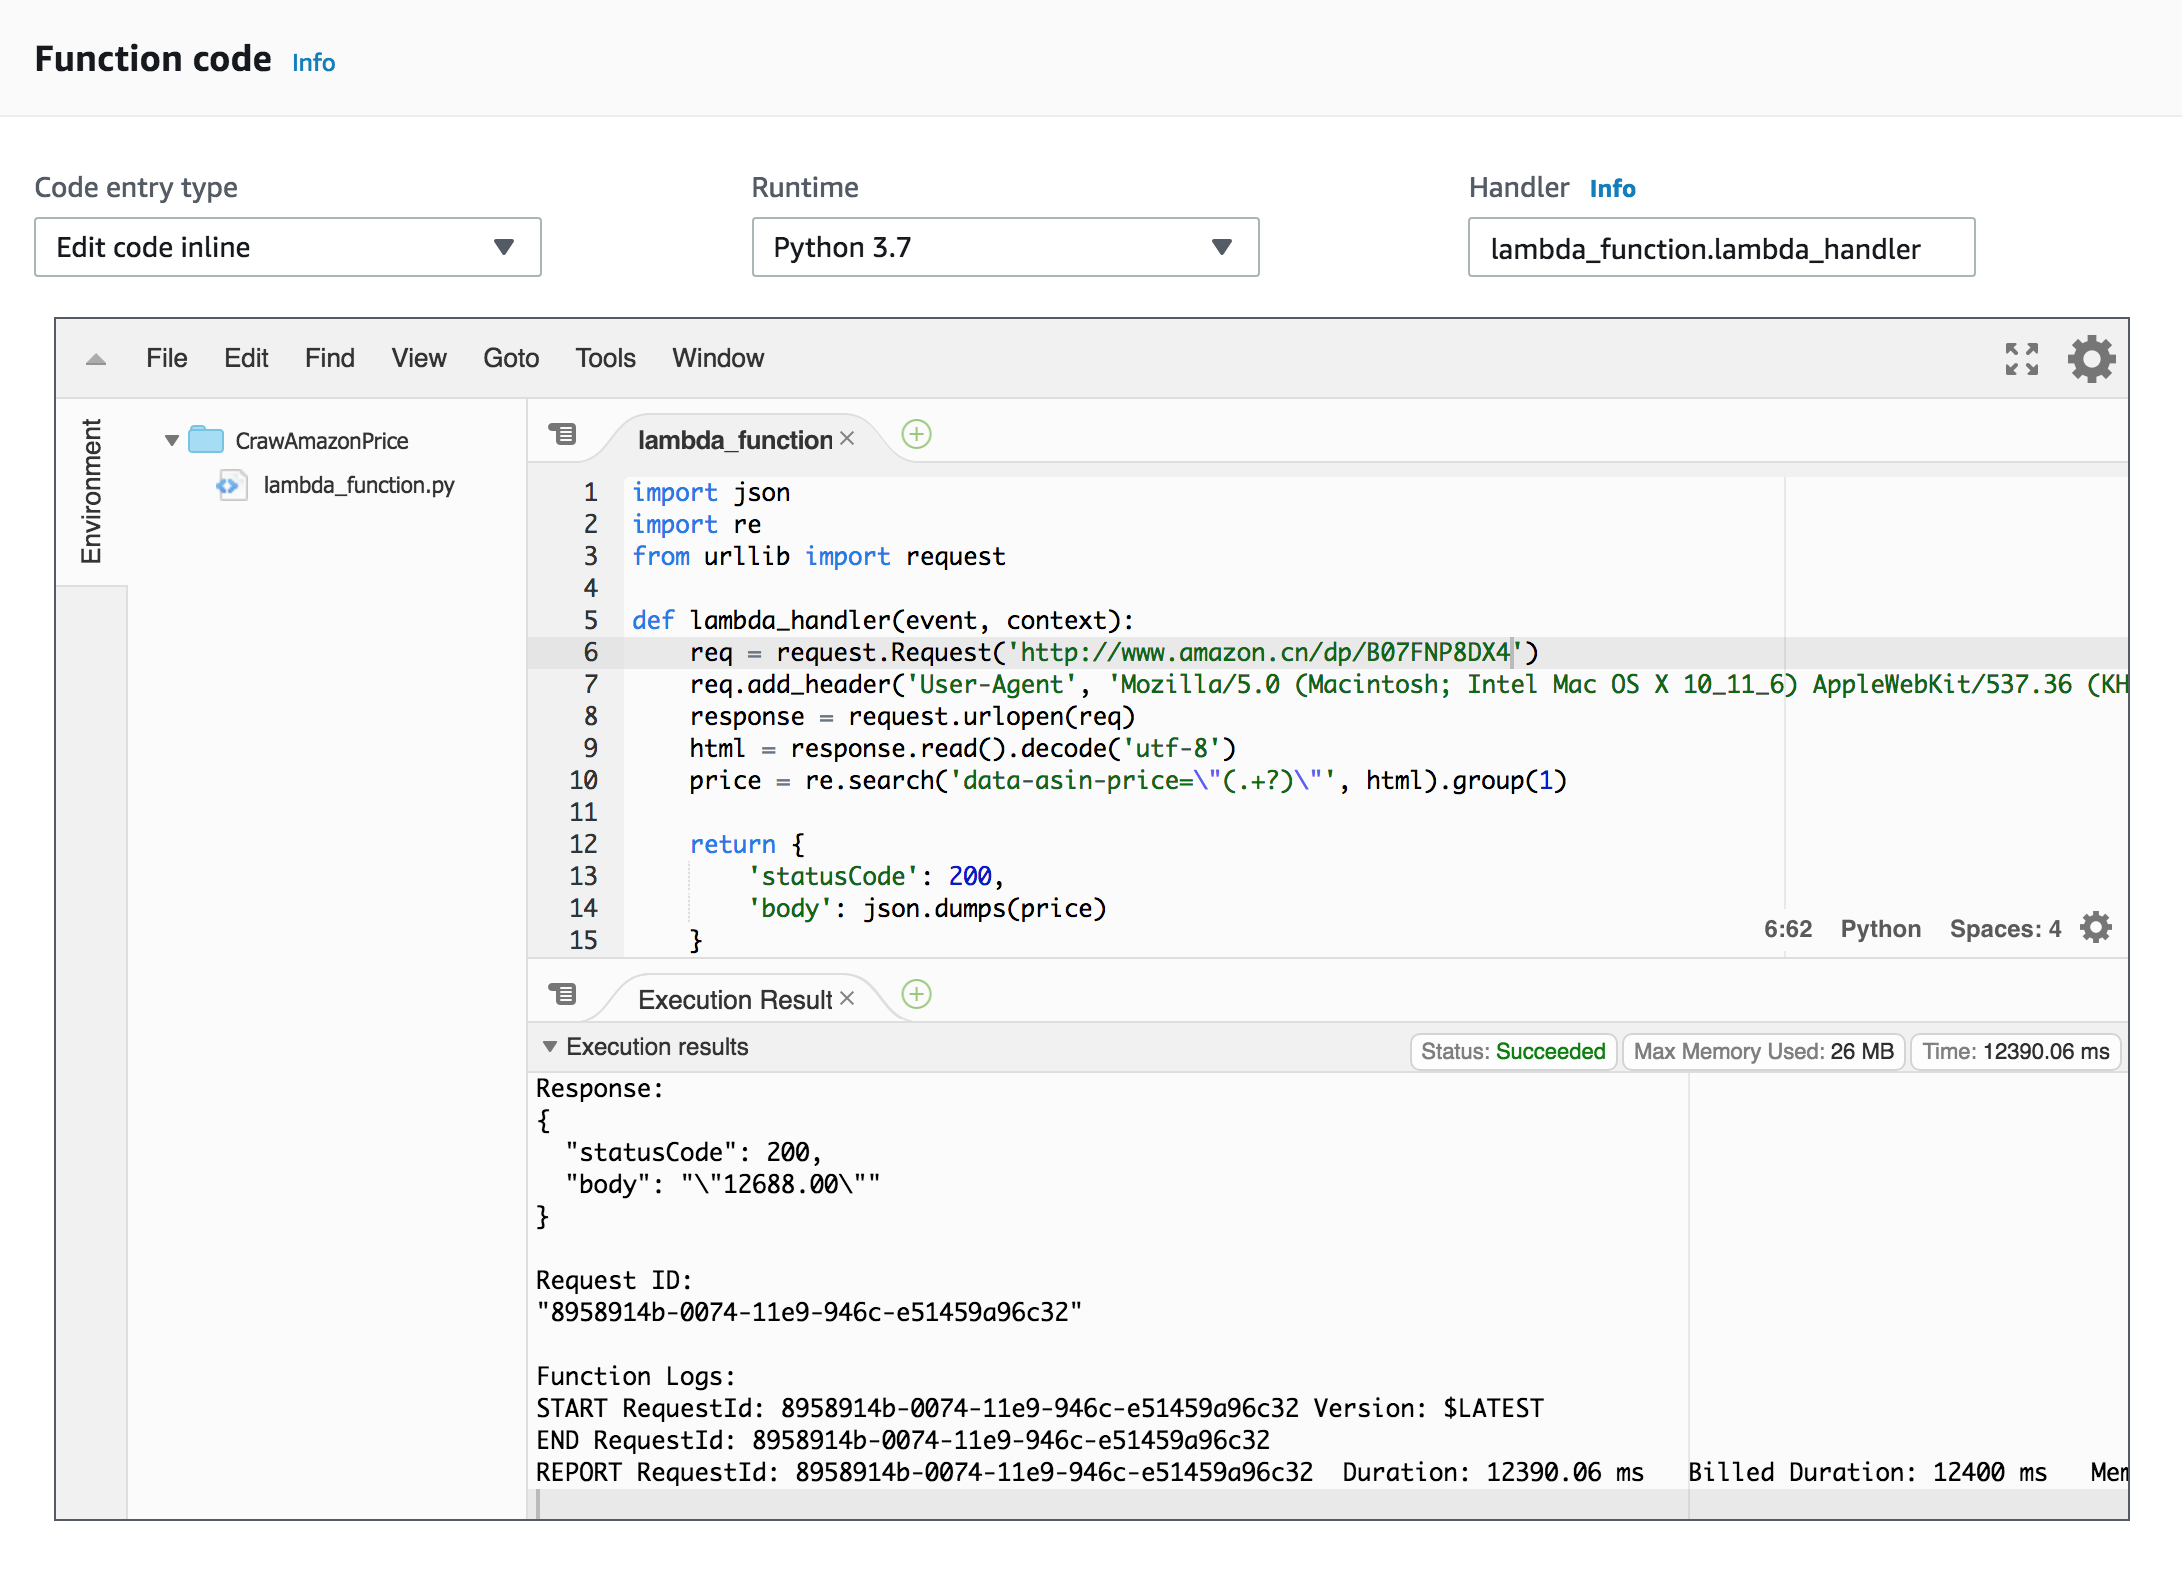 Function code Info
Code entry type
Runtime
Handler Info
Edit code inline
Python 3.7
lambda_function.lambda_handler
File Edit Find View Goto Tools Window
Environment
CrawAmazonPrice
lambda_function.py
lambda_function
1 import json
2 import re
3 from urllib import request
4
5 def lambda_handler(event, context):
6     req = request.Request('http://www.amazon.cn/dp/B07FNP8DX4')
7     req.add_header('User-Agent', 'Mozilla/5.0 (Macintosh; Intel Mac OS X 10_11_6) AppleWebKit/537.36 (KH
8     response = request.urlopen(req)
9     html = response.read().decode('utf-8')
10     price = re.search('data-asin-price=\"(.+?)\"', html).group(1)
11
12     return {
13         'statusCode': 200,
14         'body': json.dumps(price)
15     }
6:62 Python Spaces: 4
Execution Result
Execution results
Status: Succeeded
Max Memory Used: 26 MB
Time: 12390.06 ms
Response:
{
  "statusCode": 200,
  "body": "\"12688.00\""
}
Request ID:
"8958914b-0074-11e9-946c-e51459a96c32"
Function Logs:
START RequestId: 8958914b-0074-11e9-946c-e51459a96c32 Version: $LATEST
END RequestId: 8958914b-0074-11e9-946c-e51459a96c32
REPORT RequestId: 8958914b-0074-11e9-946c-e51459a96c32  Duration: 12390.06 ms   Billed Duration: 12400 ms   Mem